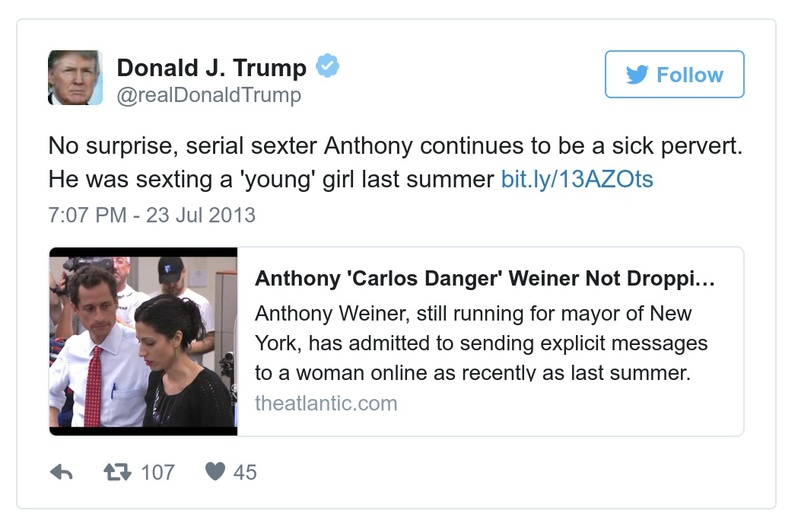 Donald J. Trump
@realDonaldTrump
Follow
No surprise, serial sexter Anthony continues to be a sick pervert.
He was sexting a 'young' girl last summer bit.ly/13AZOts
7:07 PM - 23 Jul 2013
Anthony 'Carlos Danger' Weiner Not Droppi...
Anthony Weiner, still running for mayor of New
York, has admitted to sending explicit messages
to a woman online as recently as last summer.
theatlantic.com
107
45